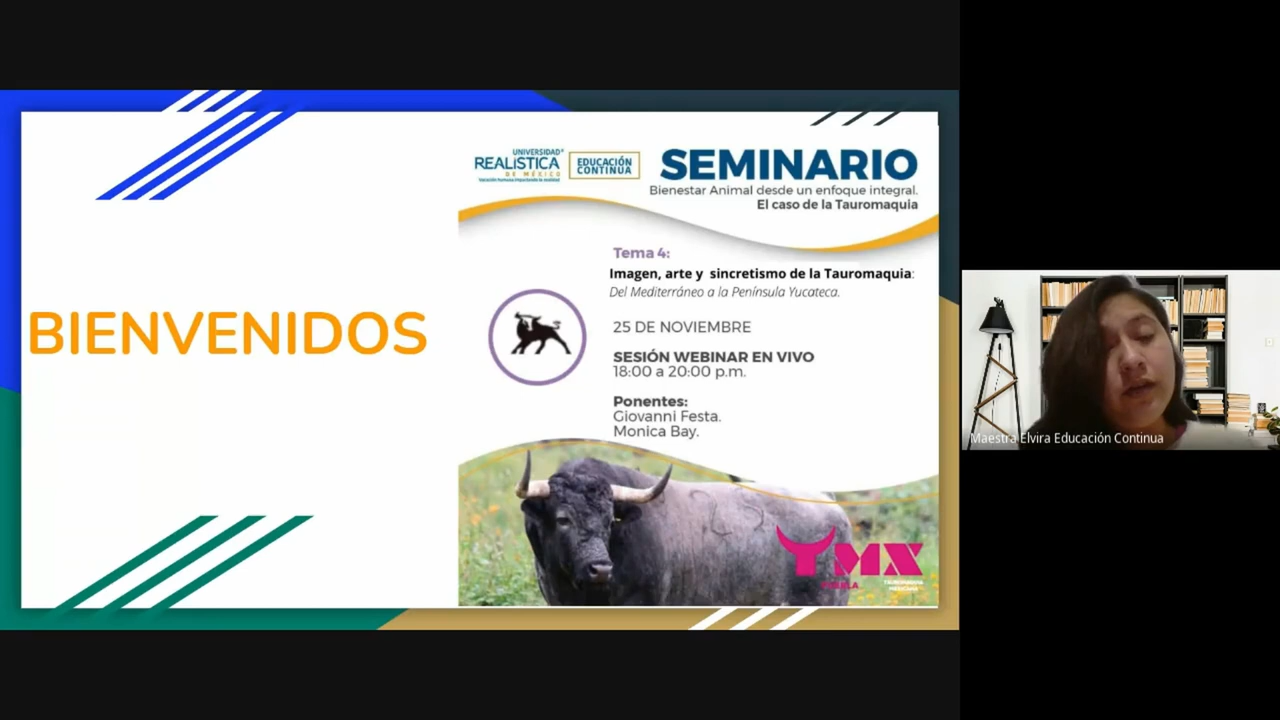 BIENVENIDOS
UNIVERSIDAD
REALÍSTICA
DE MÉXICO
EDUCACIÓN
CONTINUA
SEMINARIO
Bienestar Animal desde un enfoque integral.
El caso de la Tauromaquia
Tema 4:
Imagen, arte y sincretismo de la Tauromaquia:
Del Mediterráneo a la Península Yucateca.
25 DE NOVIEMBRE
SESIÓN WEBINAR EN VIVO
18:00 a 20:00 p.m.
Ponentes:
Giovanni Festa.
Monica Bay.
TMX
Maestra Elvira Educación Continua